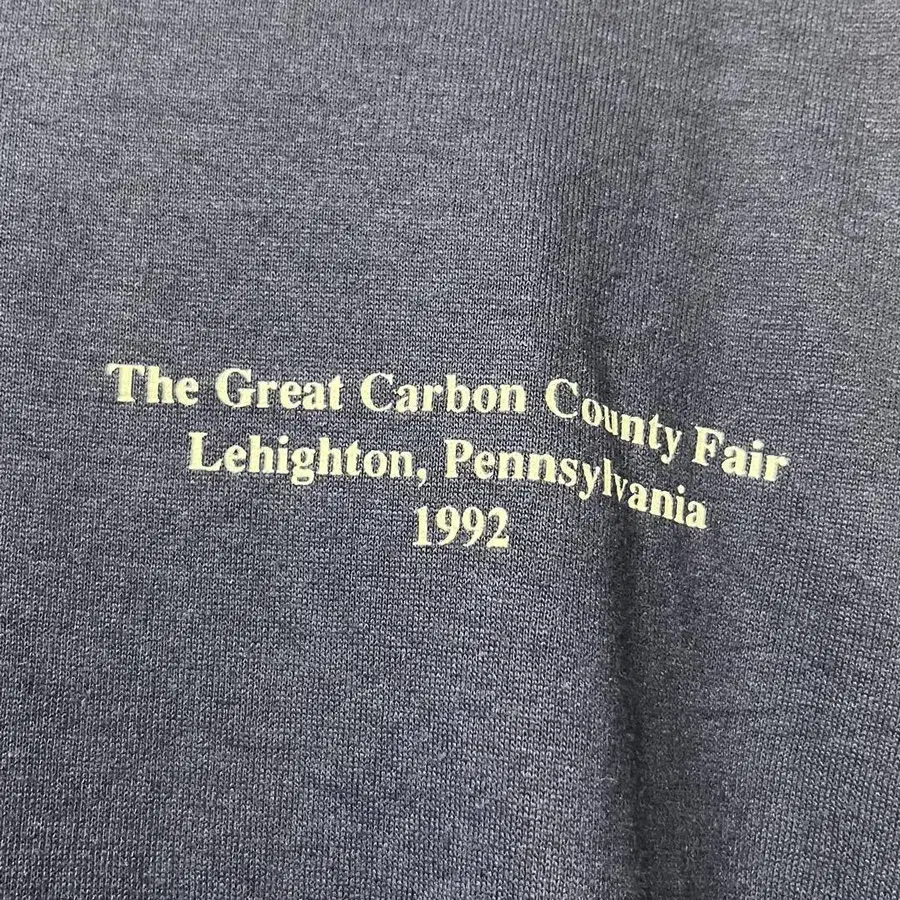 The Great Carbon County Fair
Lehighton, Pennsylvania
1992